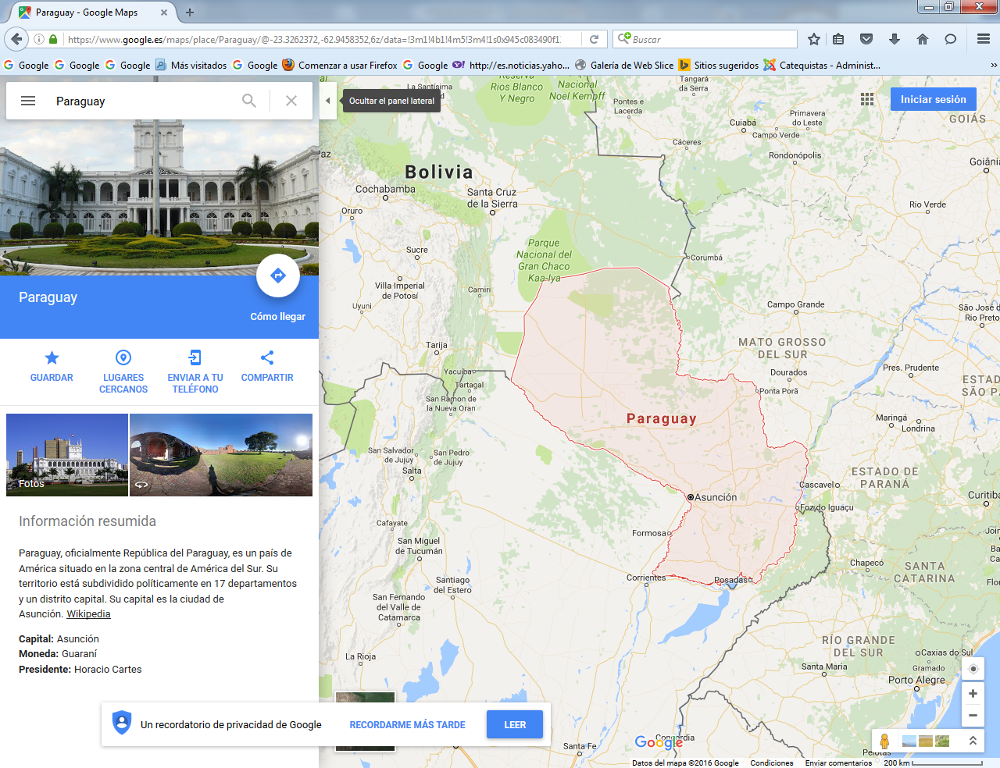 Paraguay - Google Maps
https://www.google.es/maps/place/Paraguay/@-23.3262372,-62.9458352,6z/data=!3m1!4b1!4m5!3m4!1s0x945c083490f1
Buscar
Google
Google
Google
Más visitados
Google
Comenzar a usar Firefox
Google
http://es.noticias.yaho...
Galería de Web Slice
Sitios sugeridos
Catequistas - Administ...
»
Paraguay
Ocultar el panel lateral
Iniciar sesión
Paraguay
Cómo llegar
GUARDAR
LUGARES
CERCANOS
ENVIAR A TU
TELÉFONO
COMPARTIR
Fotos
Información resumida
Paraguay, oficialmente República del Paraguay, es un país de
América situado en la zona central de América del Sur. Su
territorio está subdividido políticamente en 17 departamentos
y un distrito capital. Su capital es la ciudad de
Asunción. Wikipedia
Capital: Asunción
Moneda: Guaraní
Presidente: Horacio Cartes
Un recordatorio de privacidad de Google
RECORDARME MÁS TARDE
LEER
La Santísima
Reserva
Ríos Blanco
Y Negro
Nacional
Noel Kempff
Tangará
da Serra
Pontes e
Lacerda
Cuiabá
Primavera
do Leste
Campo Verde
GOIÁS
Cáceres
Rondonópolis
Goiânia
Paz
Bolivia
Cochabamba
Santa Cruz
de la Sierra
Oruro
Rio Verde
Sucre
Parque
Nacional del
Gran Chaco
Kaa-Iya
Corumbá
Villa Imperial
de Potosí
Camiri
Uyuni
Campo Grande
São José do
Rio Preto
Tarija
MATO GROSSO
DEL SUR
Yacuíba
Tartagal
Dourados
Pres. Prudente
ESTAD
SÃO P
Ponta Porã
San Ramon de
la Nueva Oran
Paraguay
Maringá
Londrina
San Salvador
de Jujuy
San Pedro
de Jujuy
Salta
ESTADO DE
PARANÁ
Cascavel
Asunción
Curitiba
Foz do Iguaçu
Cafayate
Formosa
San Miguel
de Tucumán
Join
Chapecó
Ba
Ca
SANTA
CATARINA
Corrientes
Posadas
Santiago
del Estero
San Fernando
del Valle de
Catamarca
RÍO GRANDE
DEL SUR
La Rioja
Caxias do Sul
Santa Maria
Gramado
Porto Alegre
Concordia
Santa Fe
Pelotas
Google
Datos del mapa ©2016 Google
Condiciones
Enviar comentarios
200 km